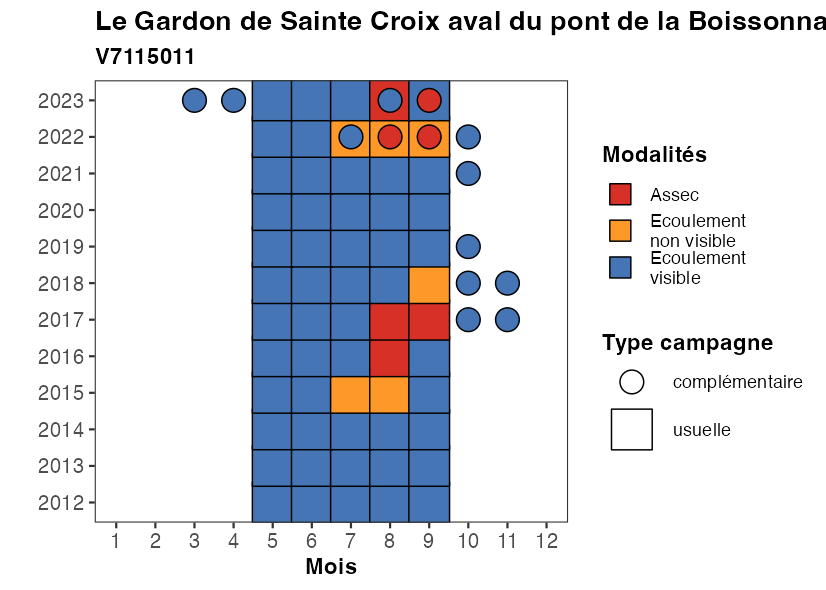 Le Gardon de Sainte Croix aval du pont de la Boissonna
V7115011
2023
2022
2021
2020
2019
2018
2017
2016
2015
2014
2013
2012
1 2 3 4 5 6 7 8 9 10 11 12
Mois
Modalités
Assec
Ecoulement
non visible
Ecoulement
visible
Type campagne
complémentaire
usuelle